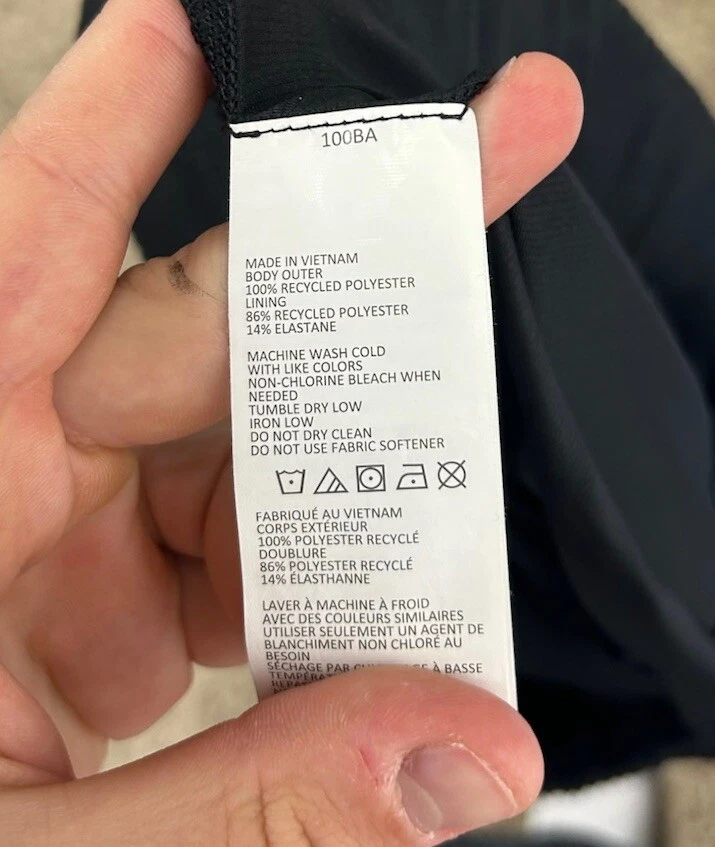 100BA
MADE IN VIETNAM
BODY OUTER
100% RECYCLED POLYESTER
LINING
86% RECYCLED POLYESTER
14% ELASTANE
MACHINE WASH COLD
WITH LIKE COLORS
NON-CHLORINE BLEACH WHEN
NEEDED
TUMBLE DRY LOW
IRON LOW
DO NOT DRY CLEAN
DO NOT USE FABRIC SOFTENER
FABRIQUÉ AU VIETNAM
CORPS EXTÉRIEUR
100% POLYESTER RECYCLÉ
DOUBLURE
86% POLYESTER RECYCLÉ
14% ÉLASTHANNE
LAVER À MACHINE À FROID
AVEC DES COULEURS SIMILAIRES
UTILISER SEULEMENT UN AGENT DE
BLANCHIMENT NON CHLORÉ AU
BESOIN
SÉCHAGE PAR À BASSE